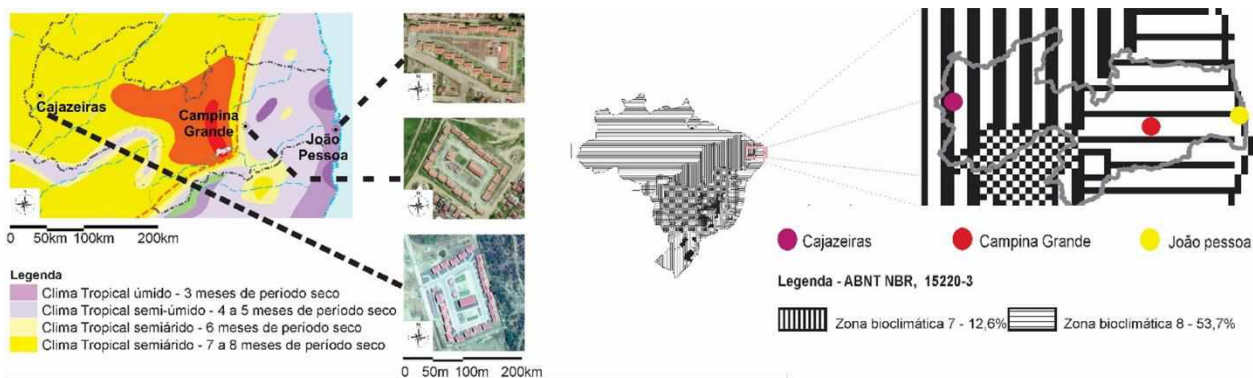 Cajazeiras
Campina
Grande
João
Pessoa
0 50km 100km 200km
Legenda
Clima Tropical úmido - 3 meses de período seco
Clima Tropical semi-úmido - 4 a 5 meses de período seco
Clima Tropical semiárido - 6 meses de período seco
Clima Tropical semiárido - 7 a 8 meses de período seco
0 50m 100m 200km
Cajazeiras
Campina Grande
João pessoa
Legenda - ABNT NBR, 15220-3
Zona bioclimática 7 - 12,6%
Zona bioclimática 8 - 53,7%